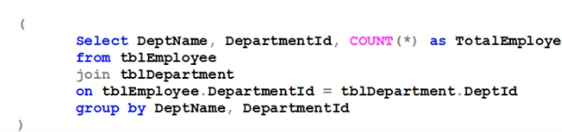 (
Select DeptName, DepartmentId, COUNT(*) as TotalEmploye
from tblEmployee
join tblDepartment
on tblEmployee.DepartmentId = tblDepartment.DeptId
group by DeptName, DepartmentId
)